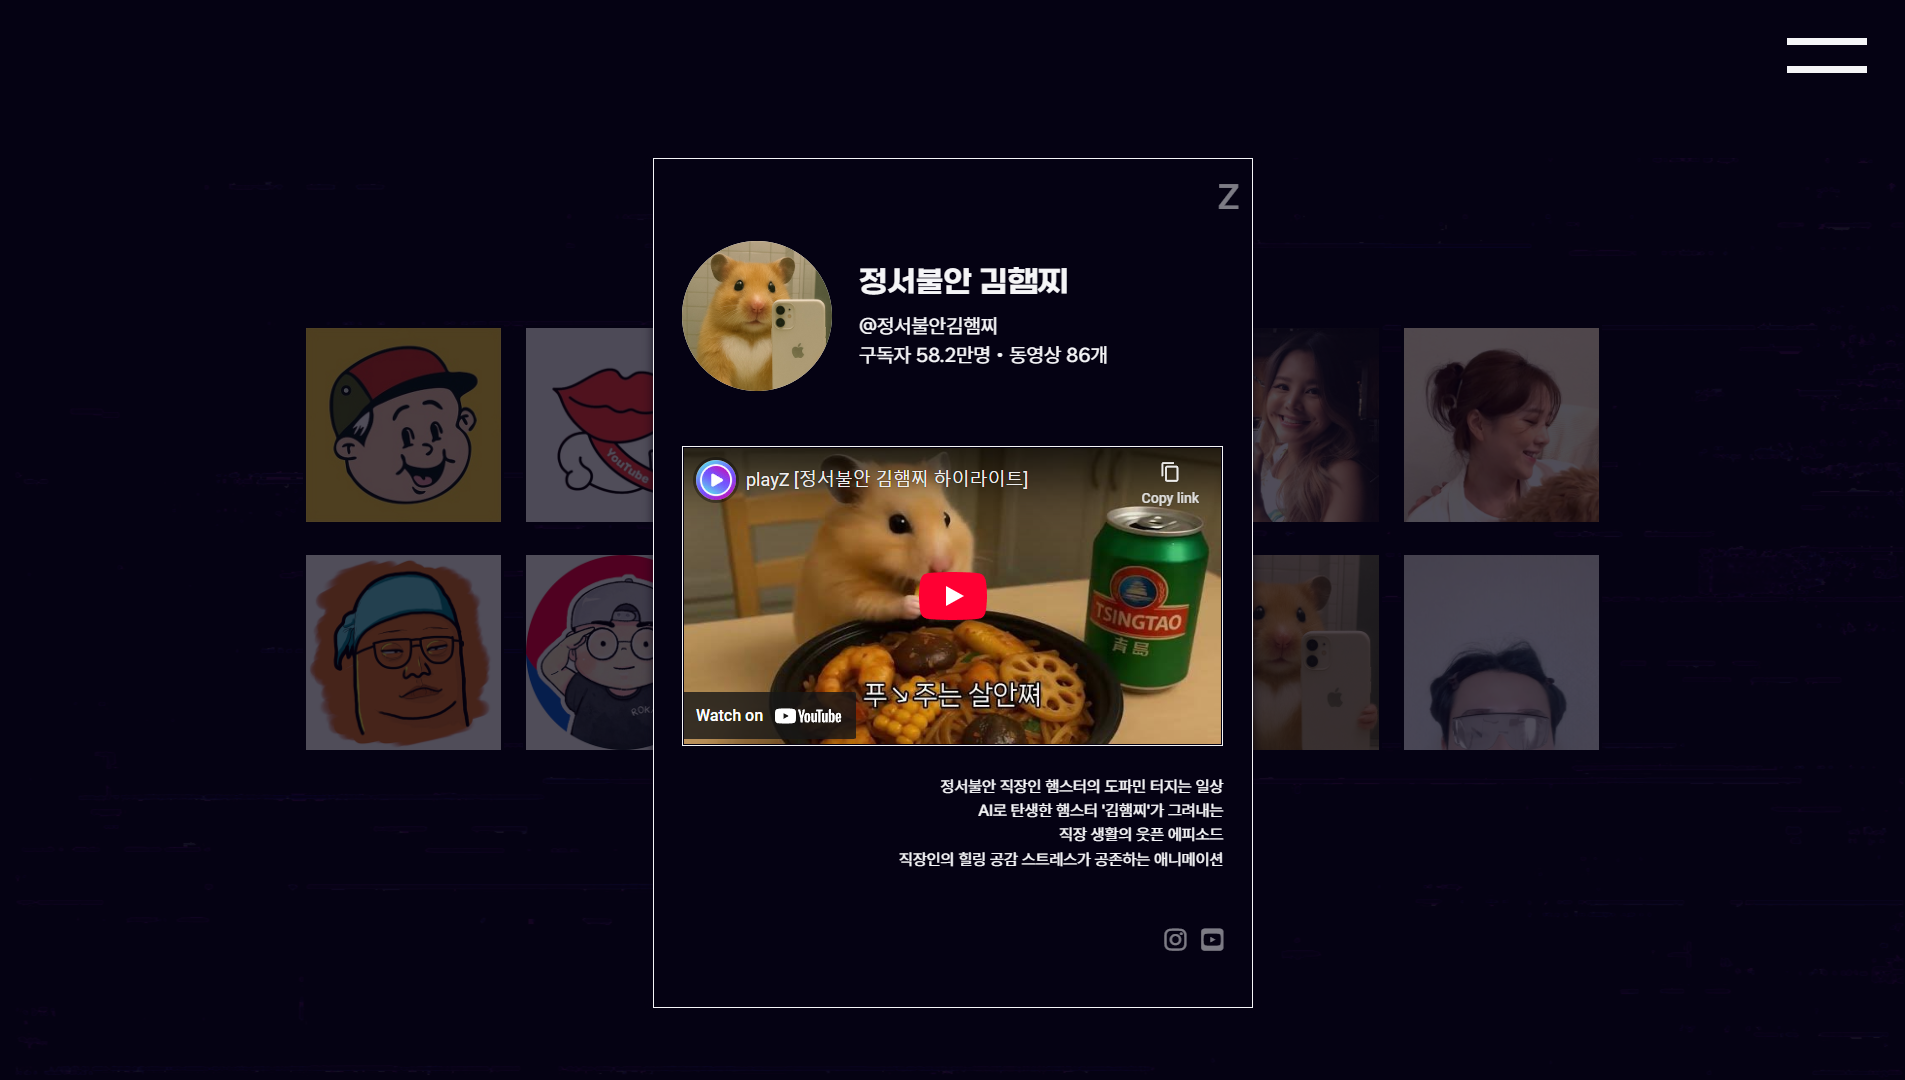 Z
정서불안 김햄찌
@정서불안김햄찌
구독자 58.2만명 • 동영상 86개
playZ [정서불안 김햄찌 하이라이트]
Copy link
TSINGTAO
青島
푸↘주는 살안쪄
Watch on YouTube
정서불안 직장인 햄스터의 도파민 터지는 일상
AI로 탄생한 햄스터 '김햄찌'가 그려내는
직장 생활의 웃픈 에피소드
직장인의 힐링 공감 스트레스가 공존하는 애니메이션
YouTube
ROKA